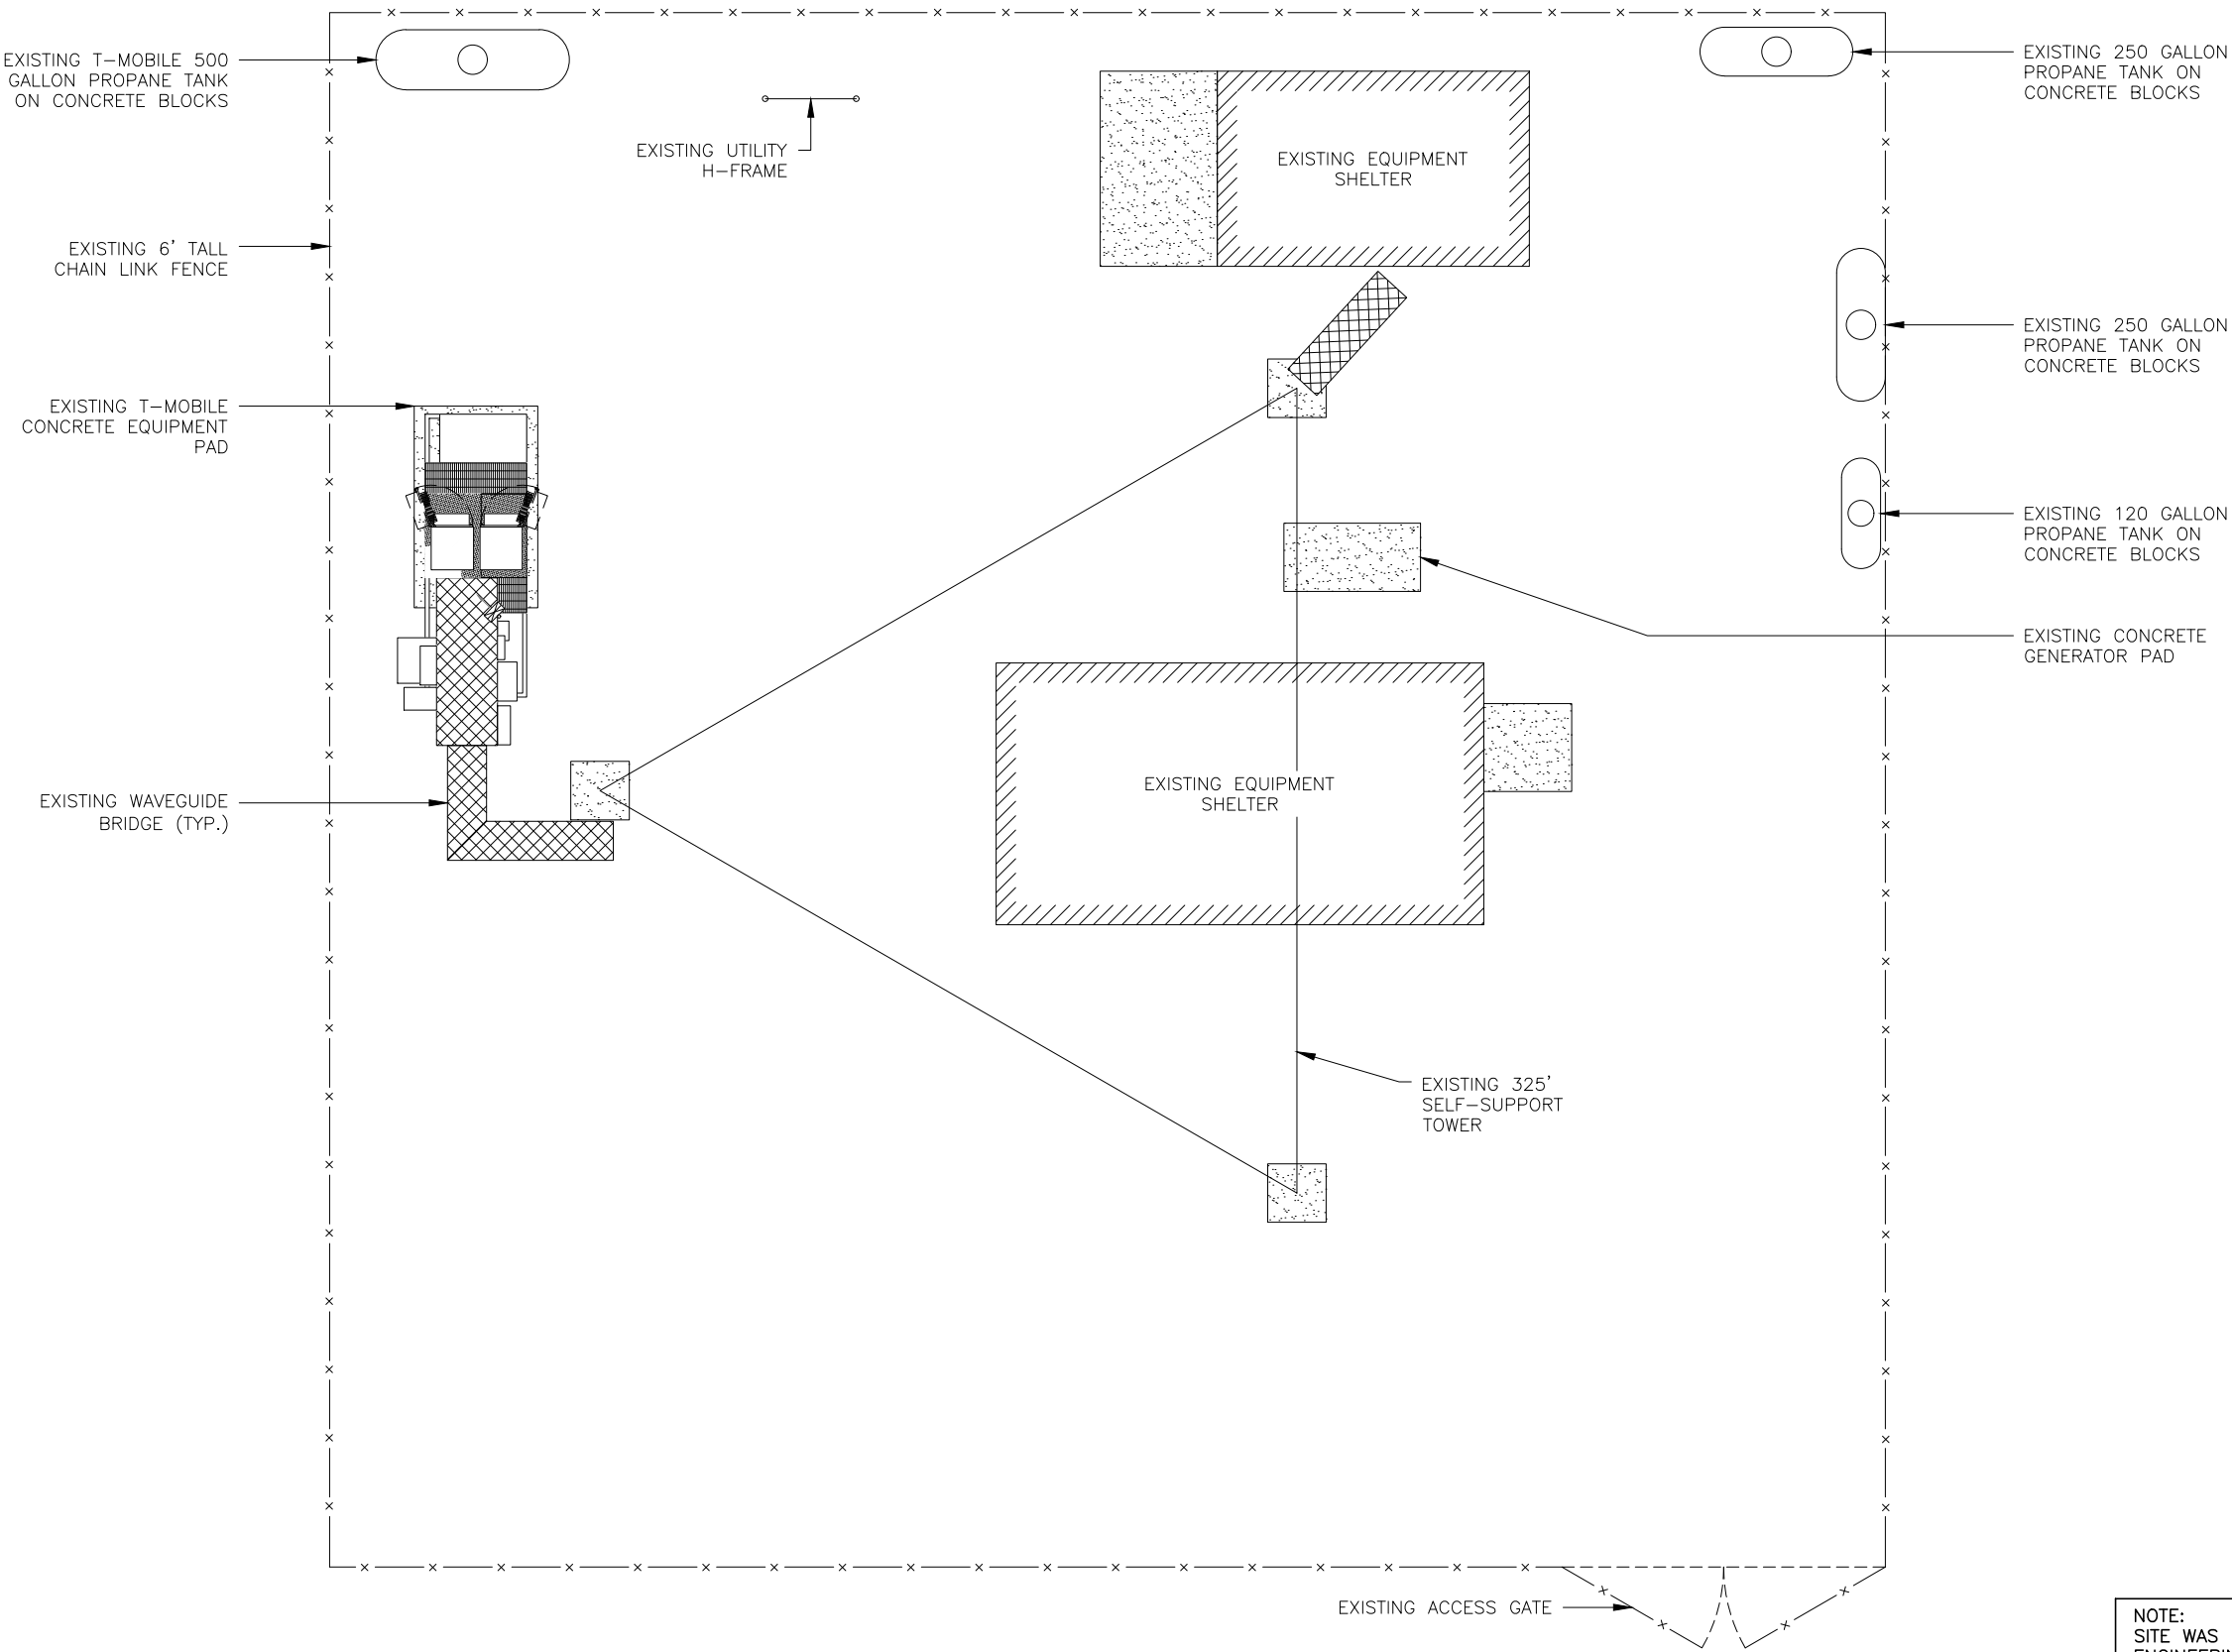 EXISTING T-MOBILE 500
GALLON PROPANE TANK
ON CONCRETE BLOCKS
EXISTING 250 GALLON
PROPANE TANK ON
CONCRETE BLOCKS
EXISTING UTILITY
H-FRAME
EXISTING EQUIPMENT
SHELTER
EXISTING 6' TALL
CHAIN LINK FENCE
EXISTING 250 GALLON
PROPANE TANK ON
CONCRETE BLOCKS
EXISTING T-MOBILE
CONCRETE EQUIPMENT
PAD
EXISTING 120 GALLON
PROPANE TANK ON
CONCRETE BLOCKS
EXISTING CONCRETE
GENERATOR PAD
EXISTING EQUIPMENT
SHELTER
EXISTING WAVEGUIDE
BRIDGE (TYP.)
EXISTING 325'
SELF-SUPPORT
TOWER
EXISTING ACCESS GATE
NOTE:
SITE WAS